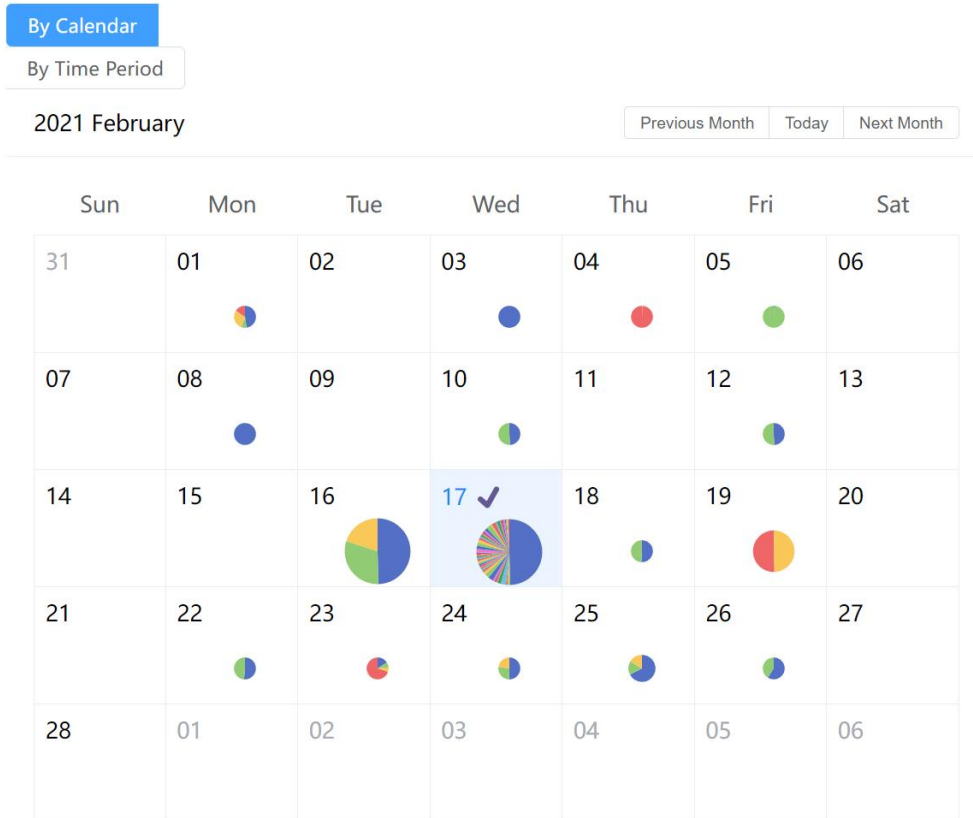 By Calendar
By Time Period
2021 February
Previous Month Today Next Month
Sun Mon Tue Wed Thu Fri Sat
31 01 02 03 04 05 06
07 08 09 10 11 12 13
14 15 16 17 18 19 20
21 22 23 24 25 26 27
28 01 02 03 04 05 06